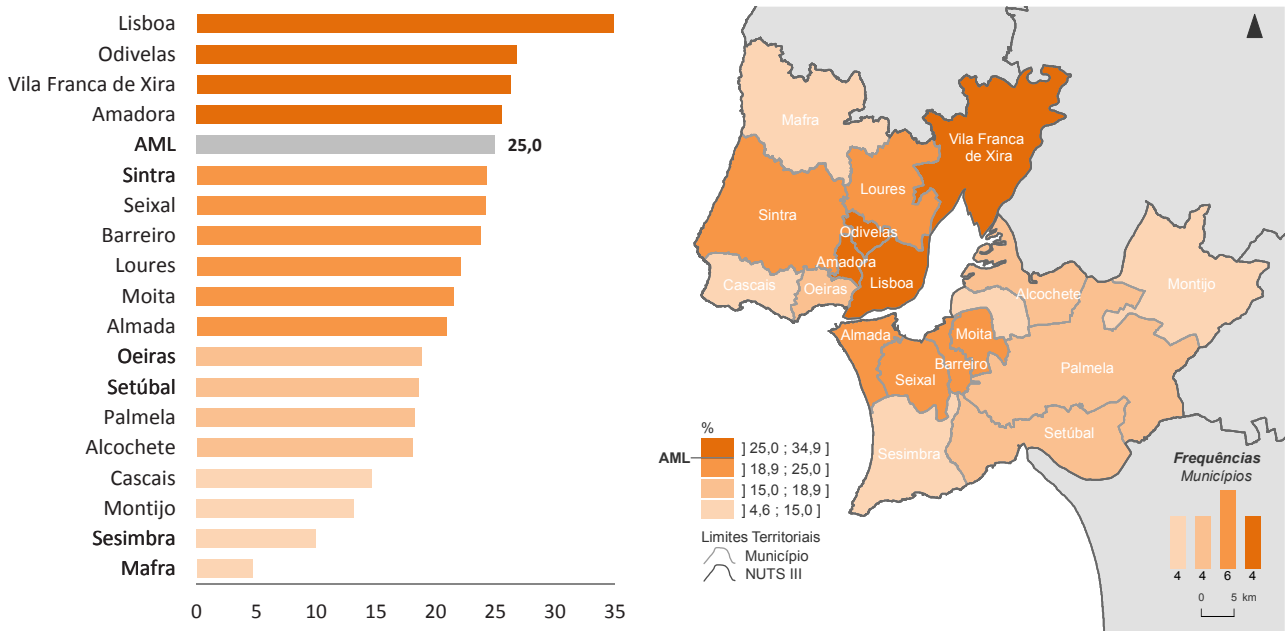 Lisboa
Odivelas
Vila Franca de Xira
Amadora
AML
25,0
Sintra
Seixal
Barreiro
Loures
Moita
Almada
Oeiras
Setúbal
Palmela
Alcochete
Cascais
Montijo
Sesimbra
Mafra
0 5 10 15 20 25 30 35
Mafra
Vila Franca
de Xira
Loures
Sintra
Odivelas
Amadora
Lisboa
Cascais
Oeiras
Alcochete
Montijo
Almada
Moita
Barreiro
Seixal
Palmela
Setúbal
Sesimbra
%
] 25,0 ; 34,9 ]
AML
] 18,9 ; 25,0 ]
] 15,0 ; 18,9 ]
] 4,6 ; 15,0 ]
Limites Territoriais
Município
NUTS III
Frequências
Municípios
4 4 6 4
0 5 km